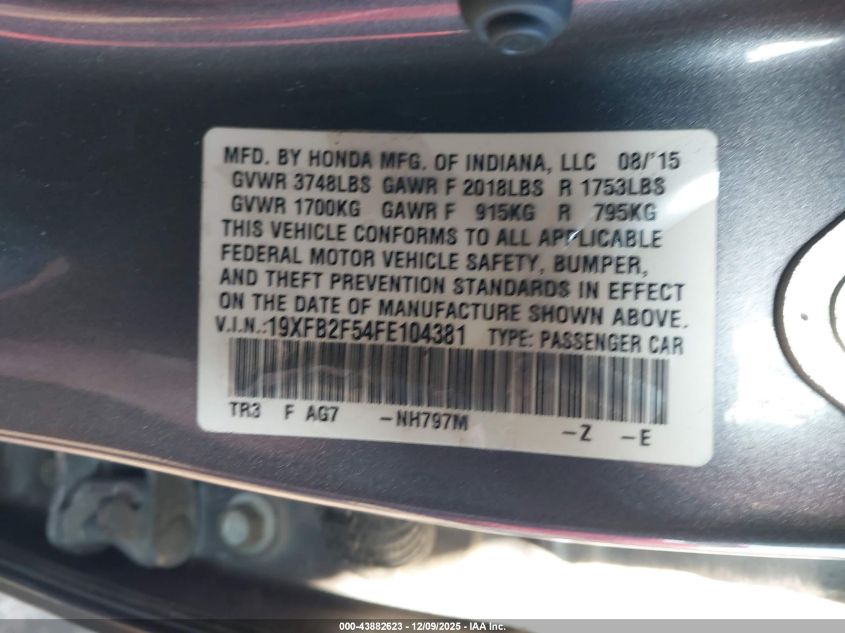 MFD. BY HONDA MFG. OF INDIANA, LLC 08/'15
GVWR 3748LBS GAWR F 2018LBS R 1753LBS
GVWR 1700KG GAWR F 915KG R 795KG
THIS VEHICLE CONFORMS TO ALL APPLICABLE
FEDERAL MOTOR VEHICLE SAFETY, BUMPER,
AND THEFT PREVENTION STANDARDS IN EFFECT
ON THE DATE OF MANUFACTURE SHOWN ABOVE.
V.I.N.:19XFB2F54FE104381 TYPE: PASSENGER CAR
TR3 F AG7 -NH797M -Z -E
000-43882623 - 12/09/2025 - IAA Inc.